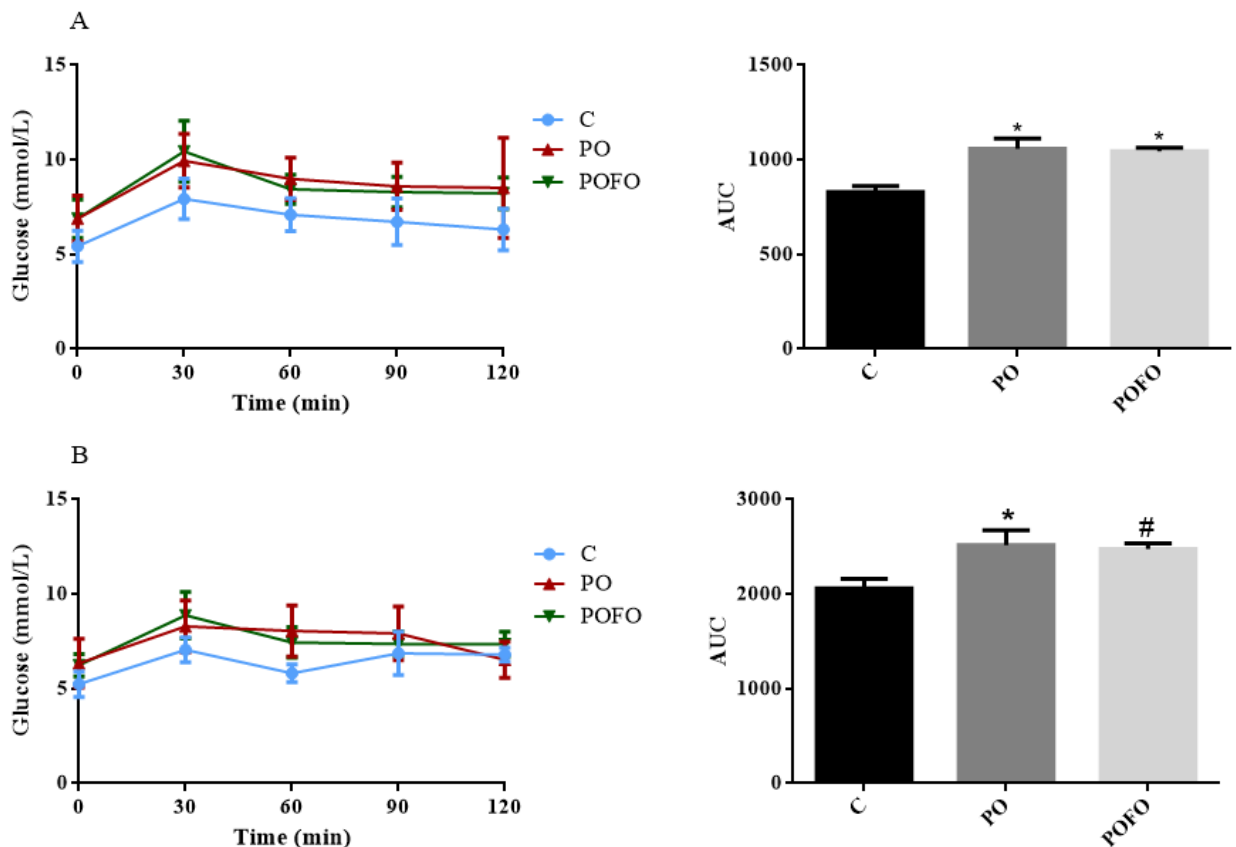 A
Glucose (mmol/L)
15
10
5
0
0 30 60 90 120
Time (min)
C
PO
POFO
AUC
1500
1000
500
0
* *
C PO POFO
B
Glucose (mmol/L)
15
10
5
0
0 30 60 90 120
Time (min)
C
PO
POFO
AUC
3000
2000
1000
0
* #
C PO POFO